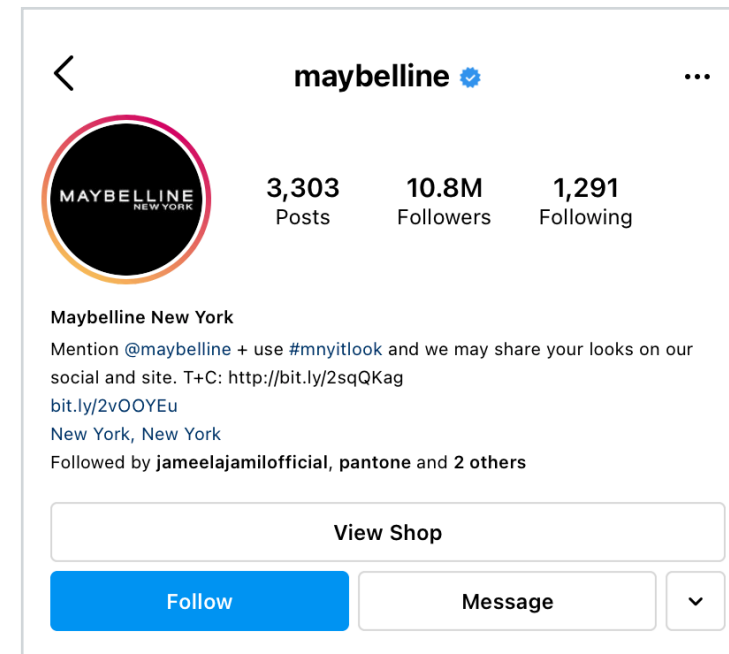 maybelline
MAYBELLINE
NEW YORK
3,303 10.8M 1,291
Posts Followers Following
Maybelline New York
Mention @maybelline + use #mnyitlook and we may share your looks on our
social and site. T+C: http://bit.ly/2sqQKag
bit.ly/2vOOYEu
New York, New York
Followed by jameelajamilofficial, pantone and 2 others
View Shop
Follow Message